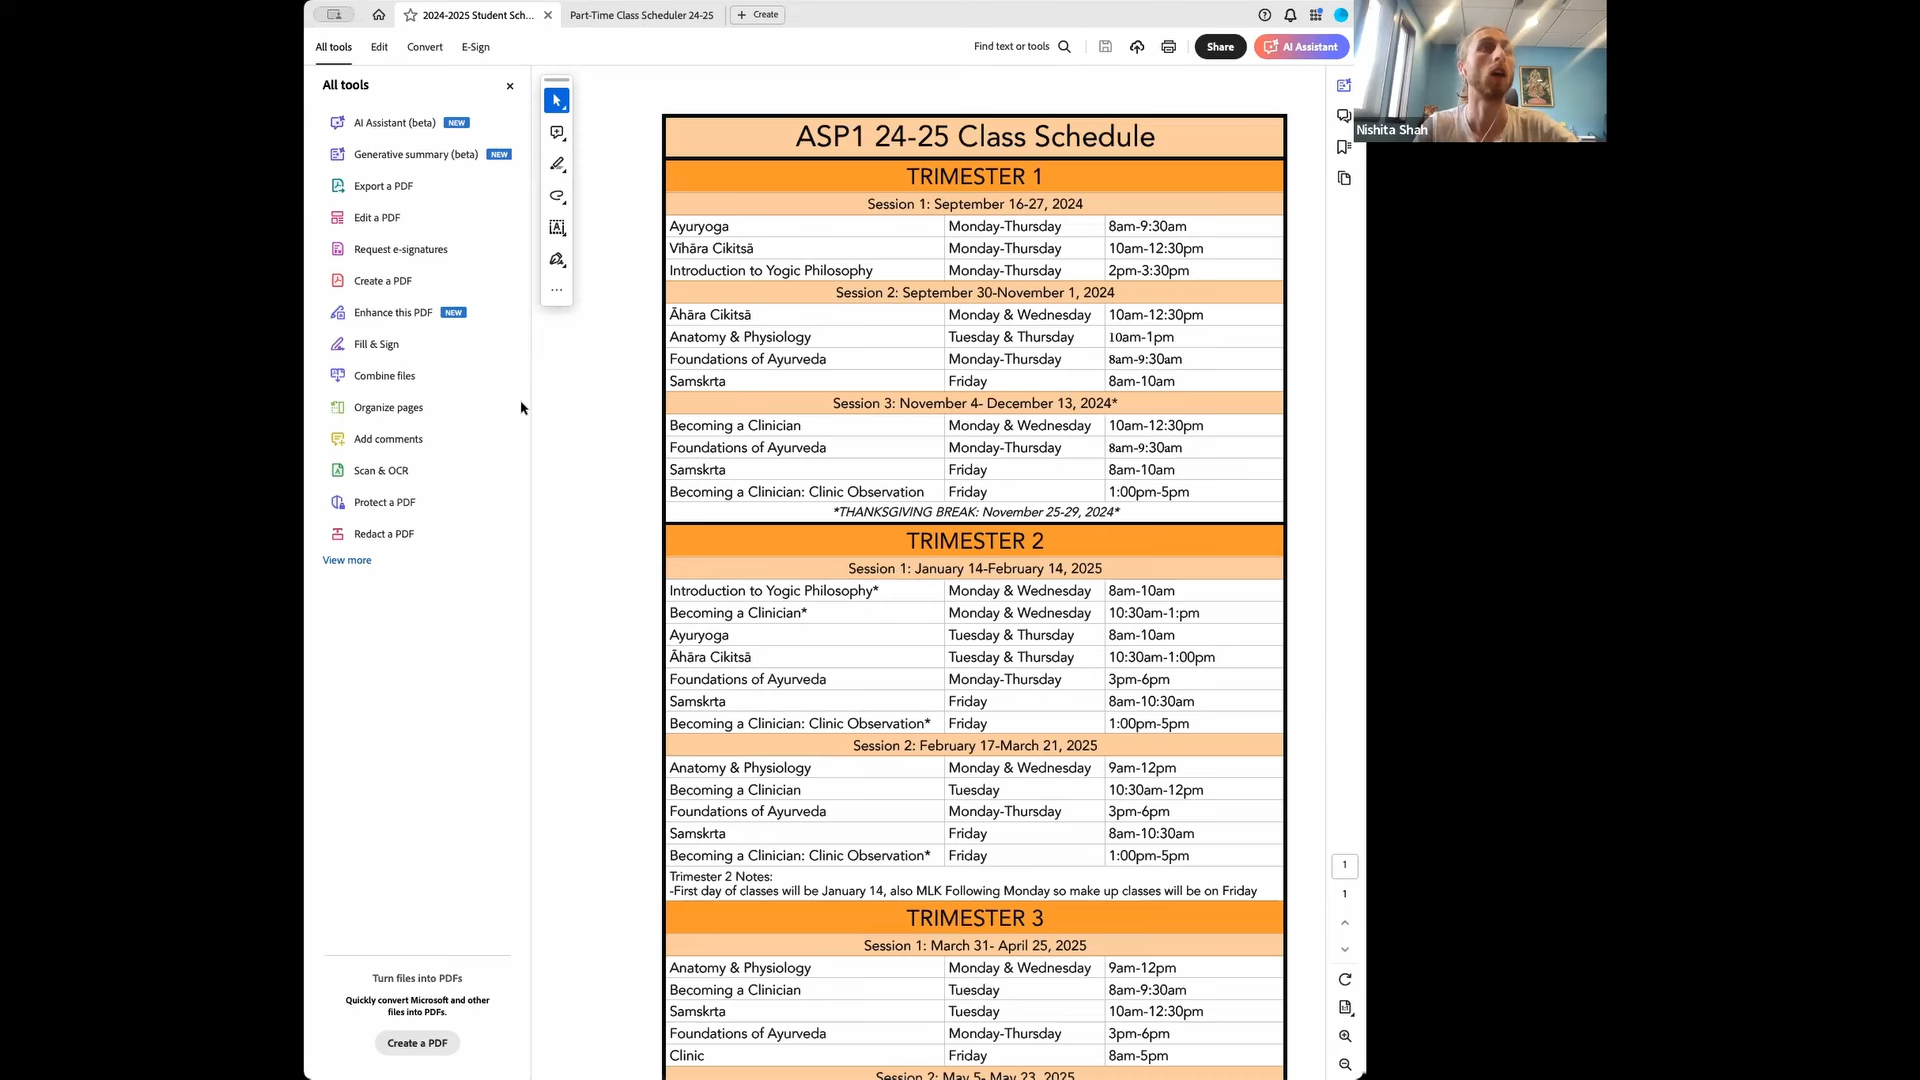 2024-2025 Student Sch...
Part-Time Class Scheduler 24-25
Create
All tools
Edit
Convert
E-Sign
Find text or tools
Share
AI Assistant
All tools
AI Assistant (beta) NEW
Generative summary (beta) NEW
Export a PDF
Edit a PDF
Request e-signatures
Create a PDF
Enhance this PDF NEW
Fill & Sign
Combine files
Organize pages
Add comments
Scan & OCR
Protect a PDF
Redact a PDF
View more
Turn files into PDFs
Quickly convert Microsoft and other
files into PDFs.
Create a PDF
ASP1 24-25 Class Schedule
TRIMESTER 1
Session 1: September 16-27, 2024
Ayuryoga Monday-Thursday 8am-9:30am
Vīhāra Cikitsā Monday-Thursday 10am-12:30pm
Introduction to Yogic Philosophy Monday-Thursday 2pm-3:30pm
Session 2: September 30-November 1, 2024
Āhāra Cikitsā Monday & Wednesday 10am-12:30pm
Anatomy & Physiology Tuesday & Thursday 10am-1pm
Foundations of Ayurveda Monday-Thursday 8am-9:30am
Samskrta Friday 8am-10am
Session 3: November 4- December 13, 2024*
Becoming a Clinician Monday & Wednesday 10am-12:30pm
Foundations of Ayurveda Monday-Thursday 8am-9:30am
Samskrta Friday 8am-10am
Becoming a Clinician: Clinic Observation Friday 1:00pm-5pm
*THANKSGIVING BREAK: November 25-29, 2024*
TRIMESTER 2
Session 1: January 14-February 14, 2025
Introduction to Yogic Philosophy* Monday & Wednesday 8am-10am
Becoming a Clinician* Monday & Wednesday 10:30am-1:pm
Ayuryoga Tuesday & Thursday 8am-10am
Āhāra Cikitsā Tuesday & Thursday 10:30am-1:00pm
Foundations of Ayurveda Monday-Thursday 3pm-6pm
Samskrta Friday 8am-10:30am
Becoming a Clinician: Clinic Observation* Friday 1:00pm-5pm
Session 2: February 17-March 21, 2025
Anatomy & Physiology Monday & Wednesday 9am-12pm
Becoming a Clinician Tuesday 10:30am-12pm
Foundations of Ayurveda Monday-Thursday 3pm-6pm
Samskrta Friday 8am-10:30am
Becoming a Clinician: Clinic Observation* Friday 1:00pm-5pm
Trimester 2 Notes:
-First day of classes will be January 14, also MLK Following Monday so make up classes will be on Friday
TRIMESTER 3
Session 1: March 31- April 25, 2025
Anatomy & Physiology Monday & Wednesday 9am-12pm
Becoming a Clinician Tuesday 8am-9:30am
Samskrta Tuesday 10am-12:30pm
Foundations of Ayurveda Monday-Thursday 3pm-6pm
Clinic Friday 8am-5pm
Session 2: May 5- May 23, 2025
1
1
Nishita Shah